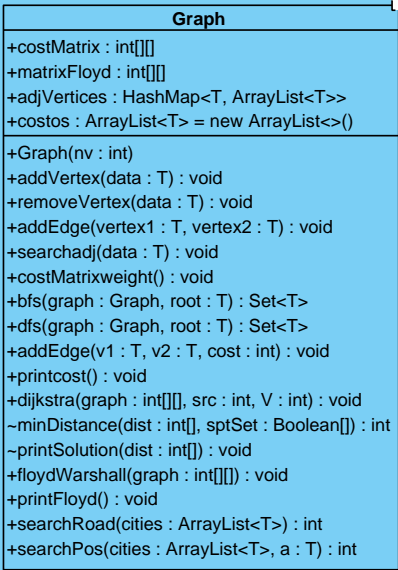 Graph
+costMatrix : int[][]
+matrixFloyd : int[][]
+adjVertices : HashMap<T, ArrayList<T>>
+costos : ArrayList<T> = new ArrayList<>()
+Graph(nv : int)
+addVertex(data : T) : void
+removeVertex(data : T) : void
+addEdge(vertex1 : T, vertex2 : T) : void
+searchadj(data : T) : void
+costMatrixweight() : void
+bfs(graph : Graph, root : T) : Set<T>
+dfs(graph : Graph, root : T) : Set<T>
+addEdge(v1 : T, v2 : T, cost : int) : void
+printcost() : void
+dijkstra(graph : int[][], src : int, V : int) : void
~minDistance(dist : int[], sptSet : Boolean[]) : int
~printSolution(dist : int[]) : void
+floydWarshall(graph : int[][]) : void
+printFloyd() : void
+searchRoad(cities : ArrayList<T>) : int
+searchPos(cities : ArrayList<T>, a : T) : int